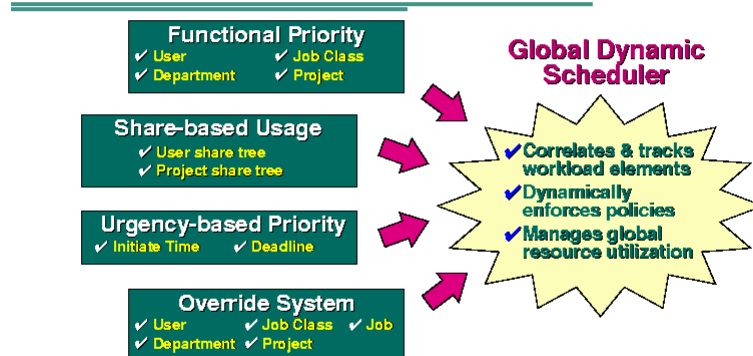 Functional Priority
✔ User ✔ Job Class
✔ Department ✔ Project
Share-based Usage
✔ User share tree
✔ Project share tree
Urgency-based Priority
✔ Initiate Time ✔ Deadline
Override System
✔ User ✔ Job Class ✔ Job
✔ Department ✔ Project
Global Dynamic
Scheduler
✔ Correlates & tracks
workload elements
✔ Dynamically
enforces policies
✔ Manages global
resource utilization